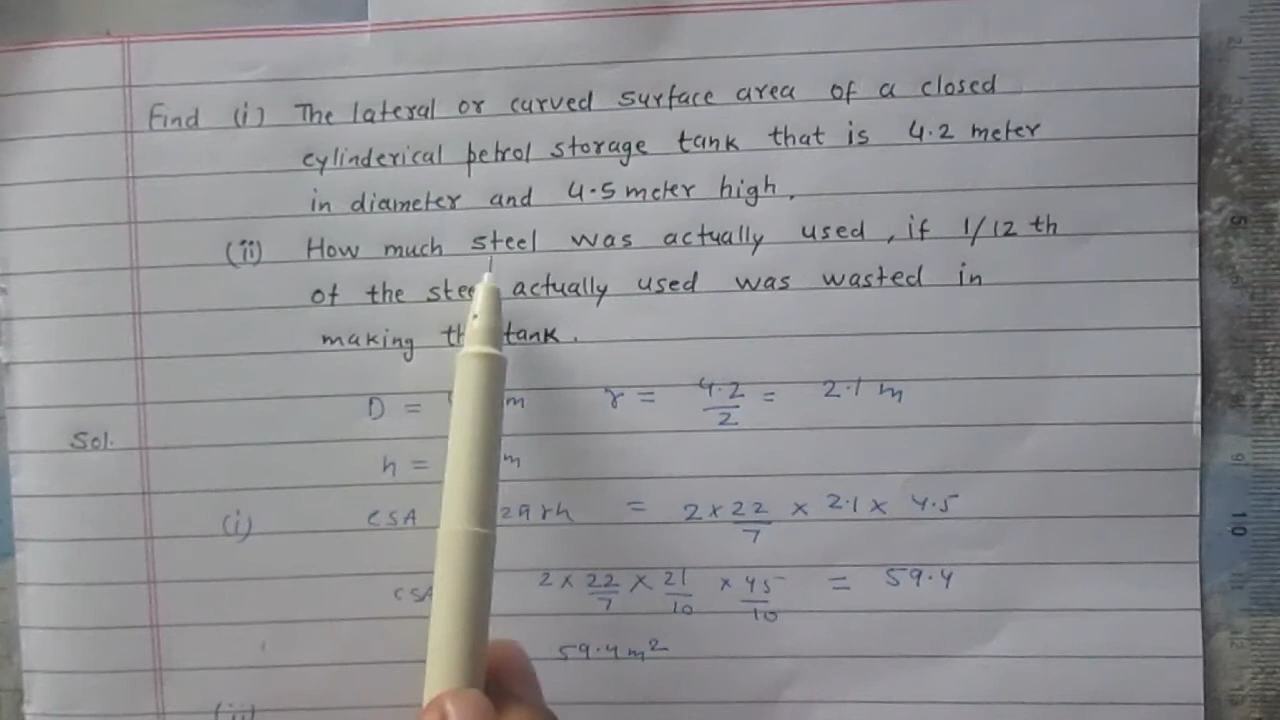 Find (i) The lateral or curved surface area of a closed
cylinderical petrol storage tank that is 4.2 meter
in diameter and 4.5 meter high.
(ii) How much steel was actually used, if 1/12 th
of the actually used was wasted in
making tank.
D = m r = 4.2/2 = 2.1 m
Sol.
h = m
(i) CSA 2πrh = 2 x 22/7 x 2.1 x 4.5
2 x 22/7 x 21/10 x 45/10 = 59.4
59.4 m²